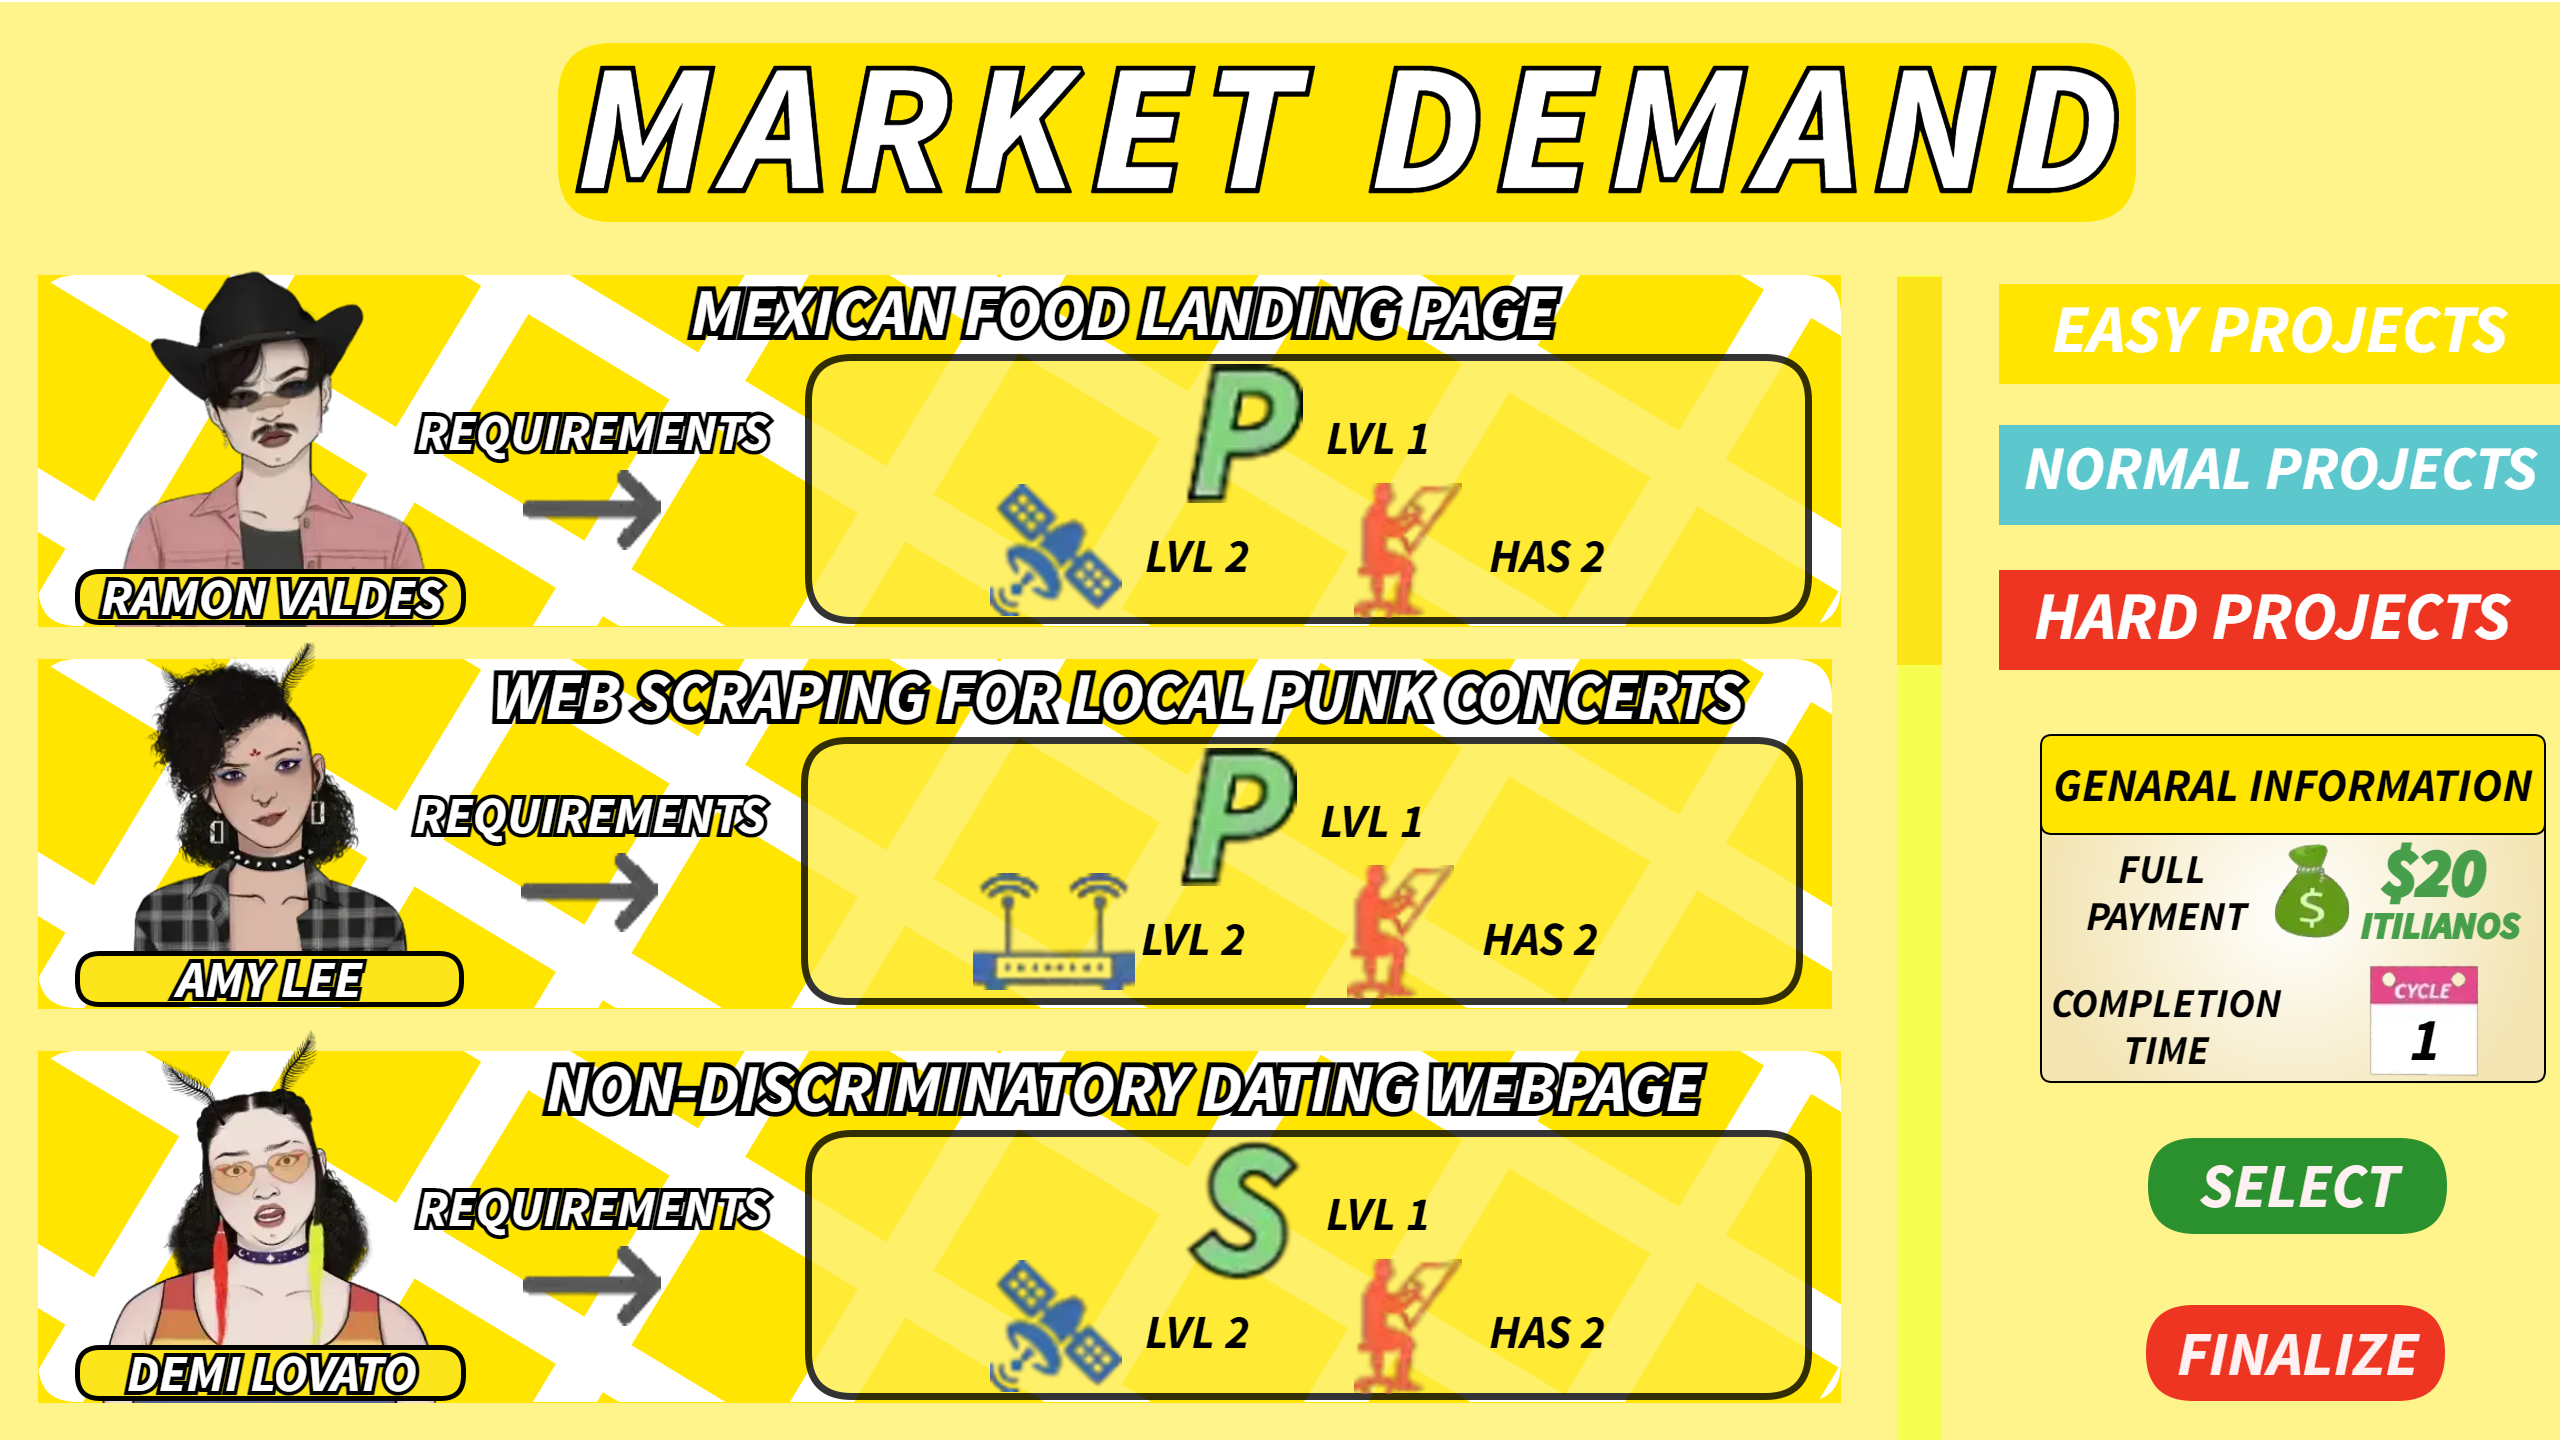 MARKET DEMAND
MEXICAN FOOD LANDING PAGE
REQUIREMENTS
P LVL 1
LVL 2 HAS 2
RAMON VALDES
WEB SCRAPING FOR LOCAL PUNK CONCERTS
REQUIREMENTS
P LVL 1
LVL 2 HAS 2
AMY LEE
NON-DISCRIMINATORY DATING WEBPAGE
REQUIREMENTS
S LVL 1
LVL 2 HAS 2
DEMI LOVATO
EASY PROJECTS
NORMAL PROJECTS
HARD PROJECTS
GENARAL INFORMATION
FULL
PAYMENT
$
$20
ITILIANOS
COMPLETION
TIME
CYCLE
1
SELECT
FINALIZE